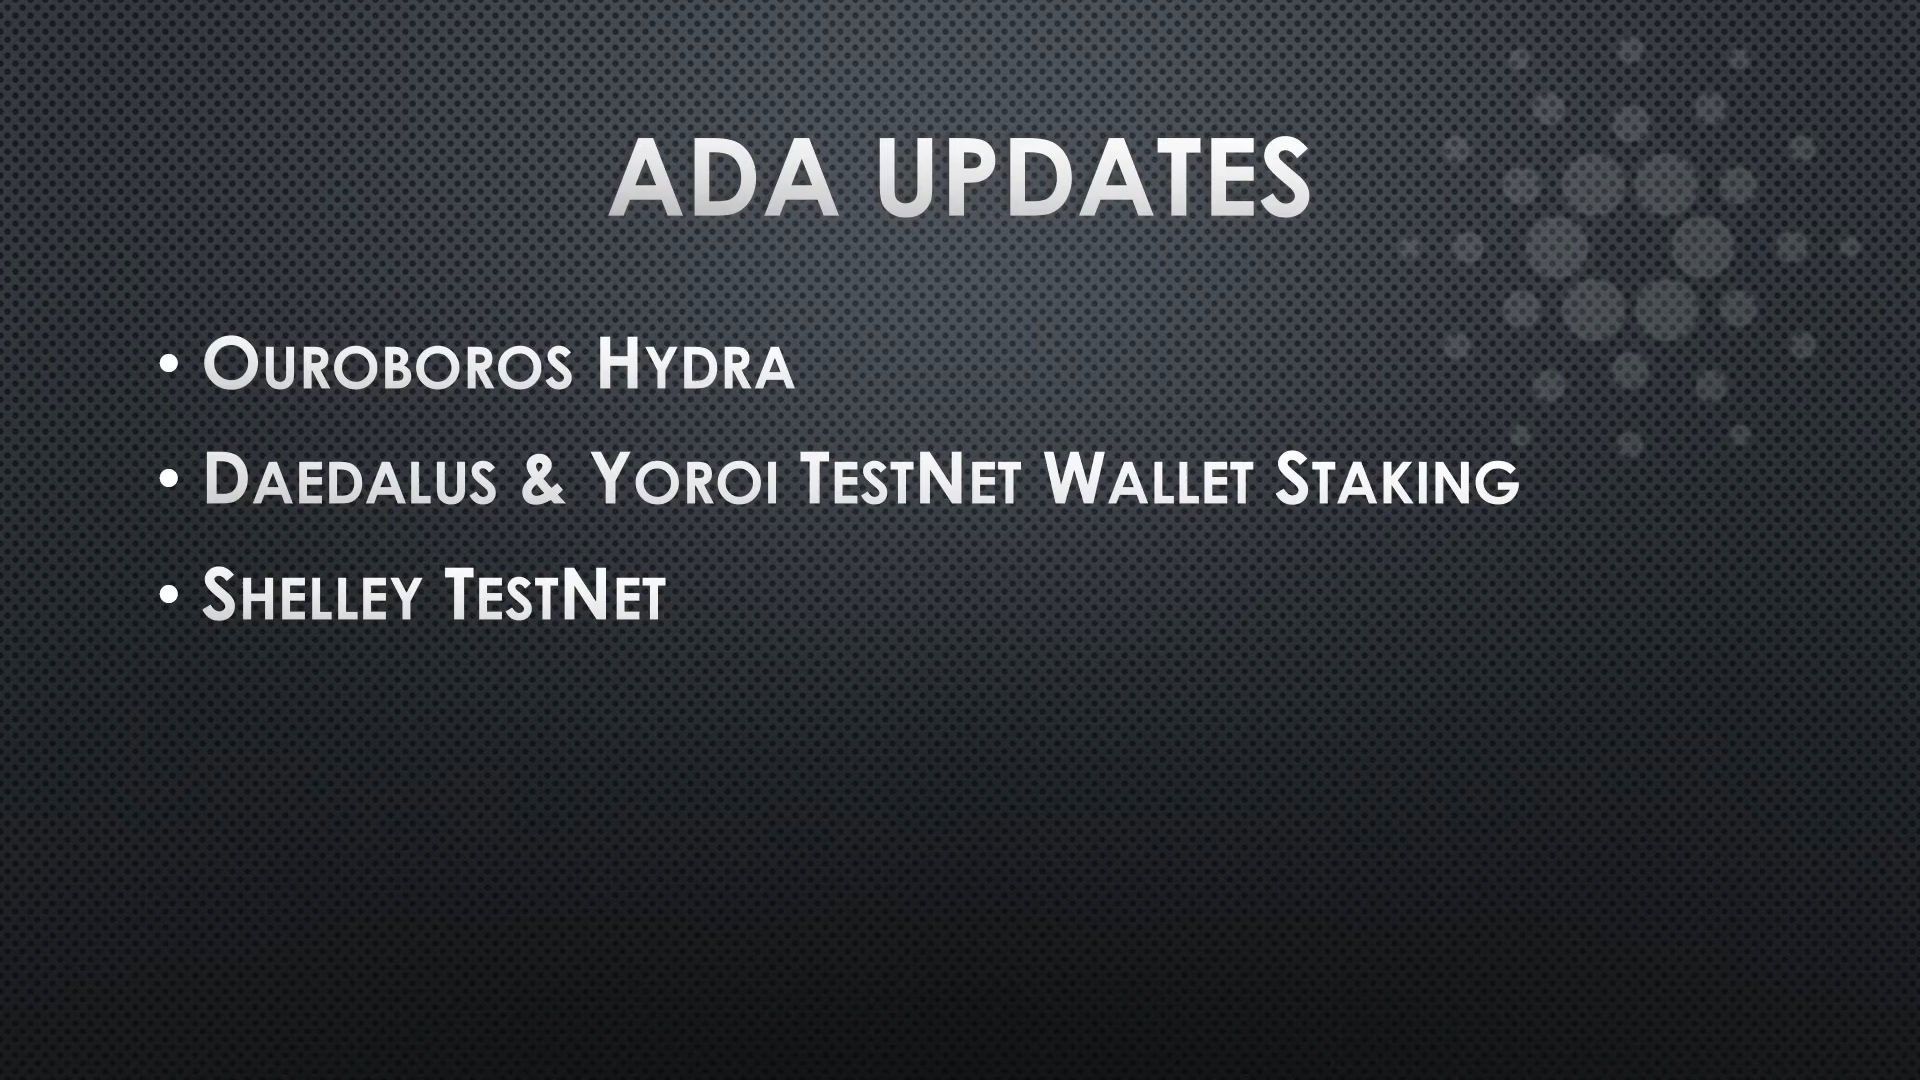 ADA UPDATES
• Ouroboros Hydra
• Daedalus & Yoroi TestNet Wallet Staking
• Shelley TestNet